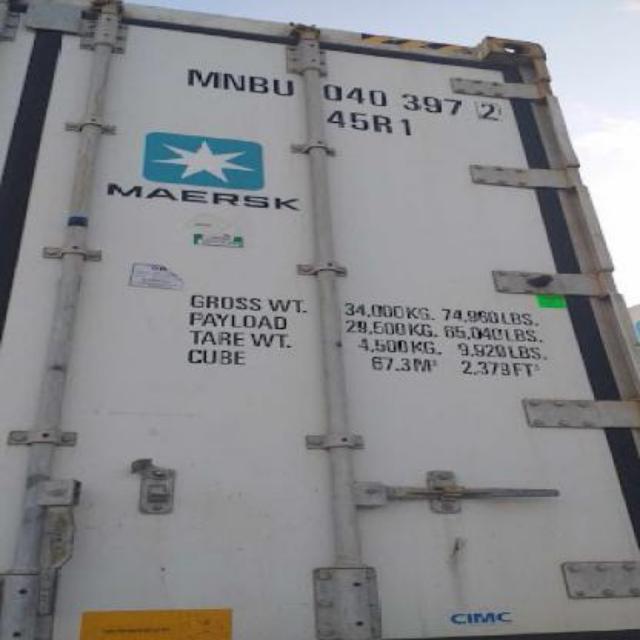 MNBU 040 397 2
45R1
MAERSK
GROSS WT. 34,000KG. 74,960LBS.
PAYLOAD 29,500KG. 65,040LBS.
TARE WT. 4,500KG. 9,920LBS.
CUBE 67.3M³ 2,379FT³
CIMC